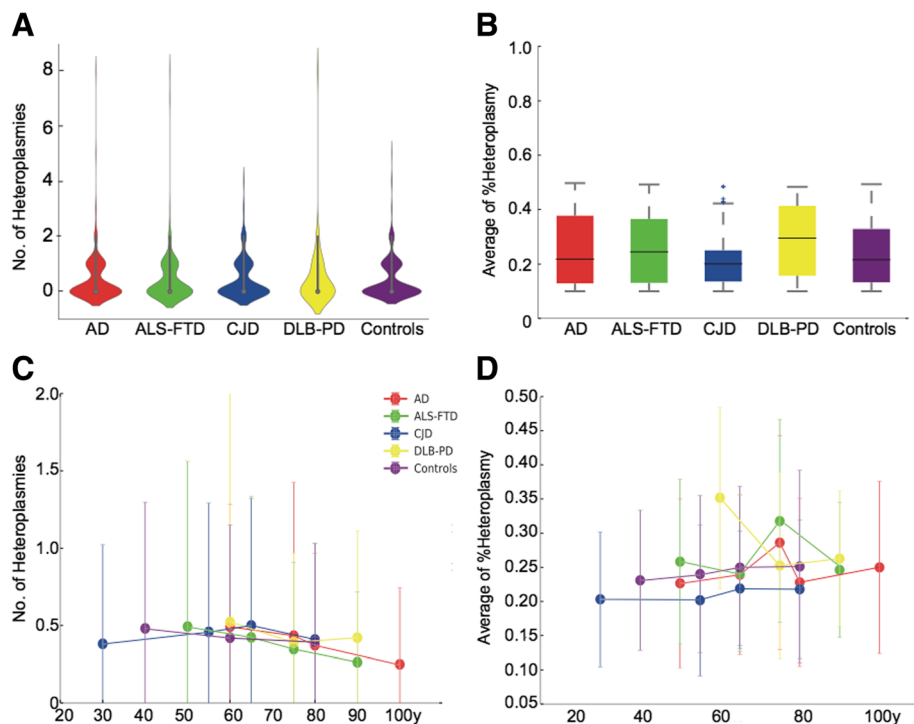 A
No. of Heteroplasmies
8
6
4
2
0
AD ALS-FTD CJD DLB-PD Controls
B
Average of %Heteroplasmy
1.0
0.8
0.6
0.4
0.2
0
AD ALS-FTD CJD DLB-PD Controls
C
No. of Heteroplasmies
2.0
1.5
1.0
0.5
0
20 30 40 50 60 70 80 90 100y
AD
ALS-FTD
CJD
DLB-PD
Controls
D
Average of %Heteroplasmy
0.50
0.45
0.40
0.35
0.30
0.25
0.20
0.15
0.10
0.05
20 40 60 80 100y